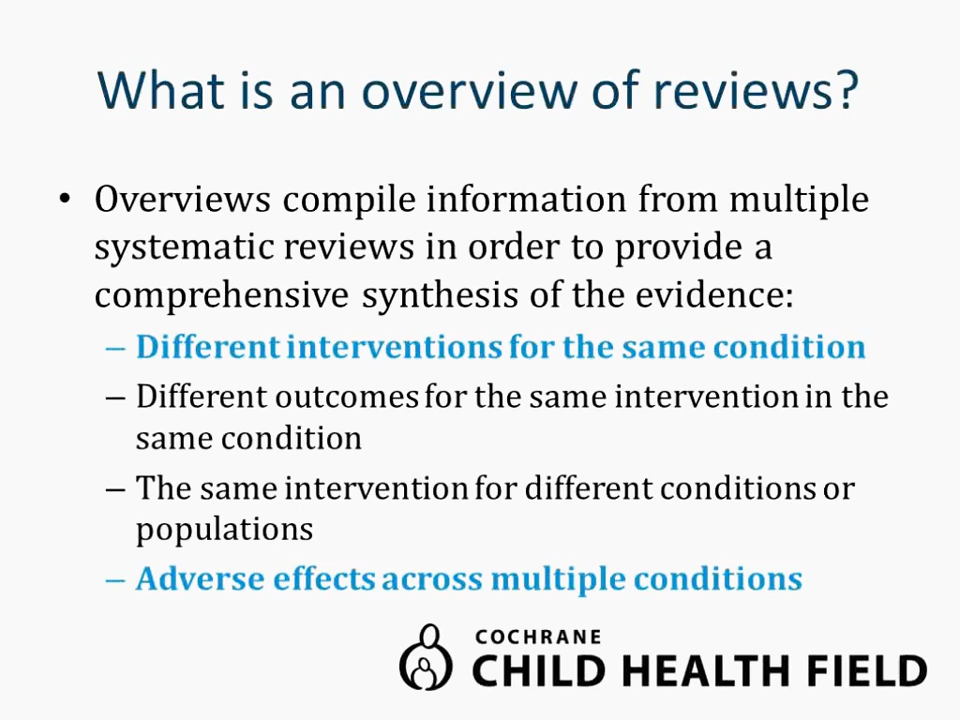 What is an overview of reviews?
• Overviews compile information from multiple
systematic reviews in order to provide a
comprehensive synthesis of the evidence:
– Different interventions for the same condition
– Different outcomes for the same intervention in the
same condition
– The same intervention for different conditions or
populations
– Adverse effects across multiple conditions
COCHRANE
CHILD HEALTH FIELD